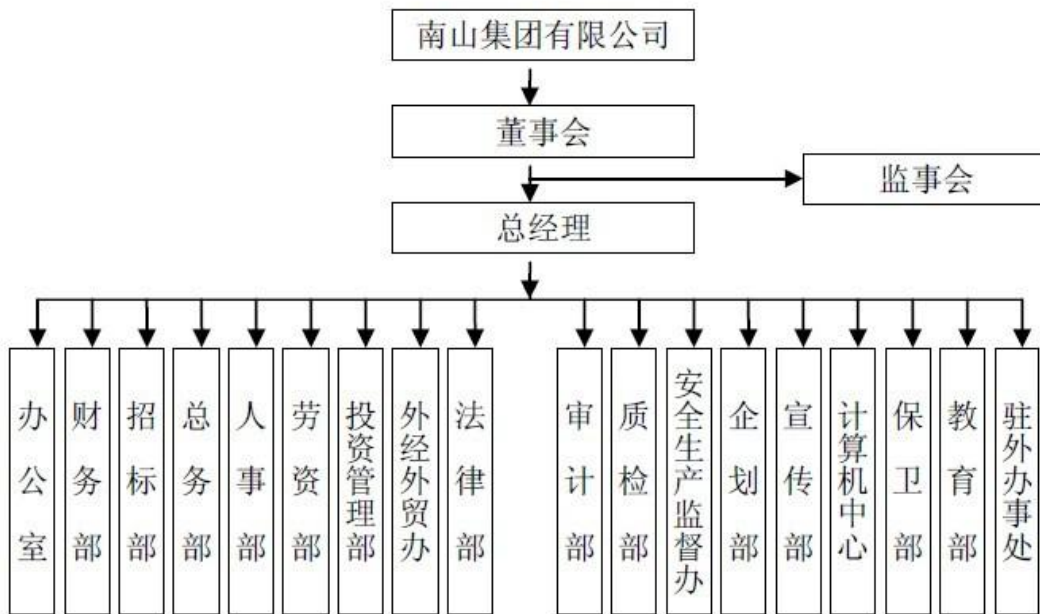 南山集团有限公司
董事会
监事会
总经理
办公室
财务部
招标部
总务部
人事部
劳资部
投资管理部
外经外贸办
法律部
审计部
质检部
安全生产监督办
企划部
宣传部
计算机中心
保卫部
教育部
驻外办事处